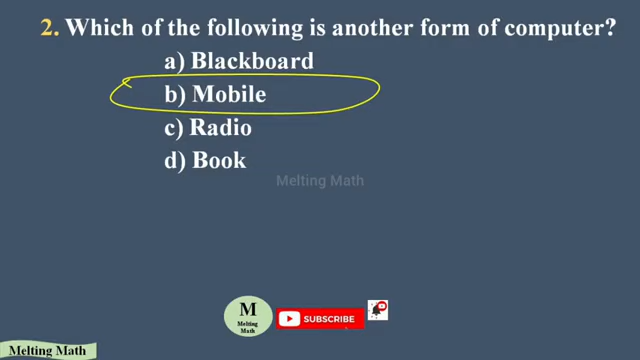 2. Which of the following is another form of computer?
a) Blackboard
b) Mobile
c) Radio
d) Book
Melting Math
M
Melting
Math
SUBSCRIBE
Melting Math